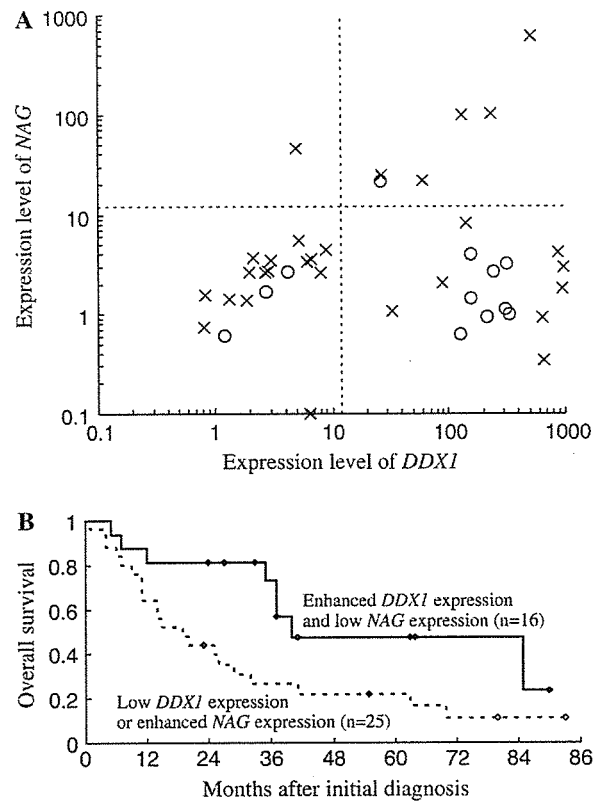 A
1000
100
10
1
0.1
Expression level of NAG
0.1
1
10
100
1000
Expression level of DDX1
B
1
0.8
0.6
0.4
0.2
0
Overall survival
Enhanced DDX1 expression
and low NAG expression (n=16)
Low DDX1 expression
or enhanced NAG expression (n=25)
0
12
24
36
48
60
72
84
86
Months after initial diagnosis